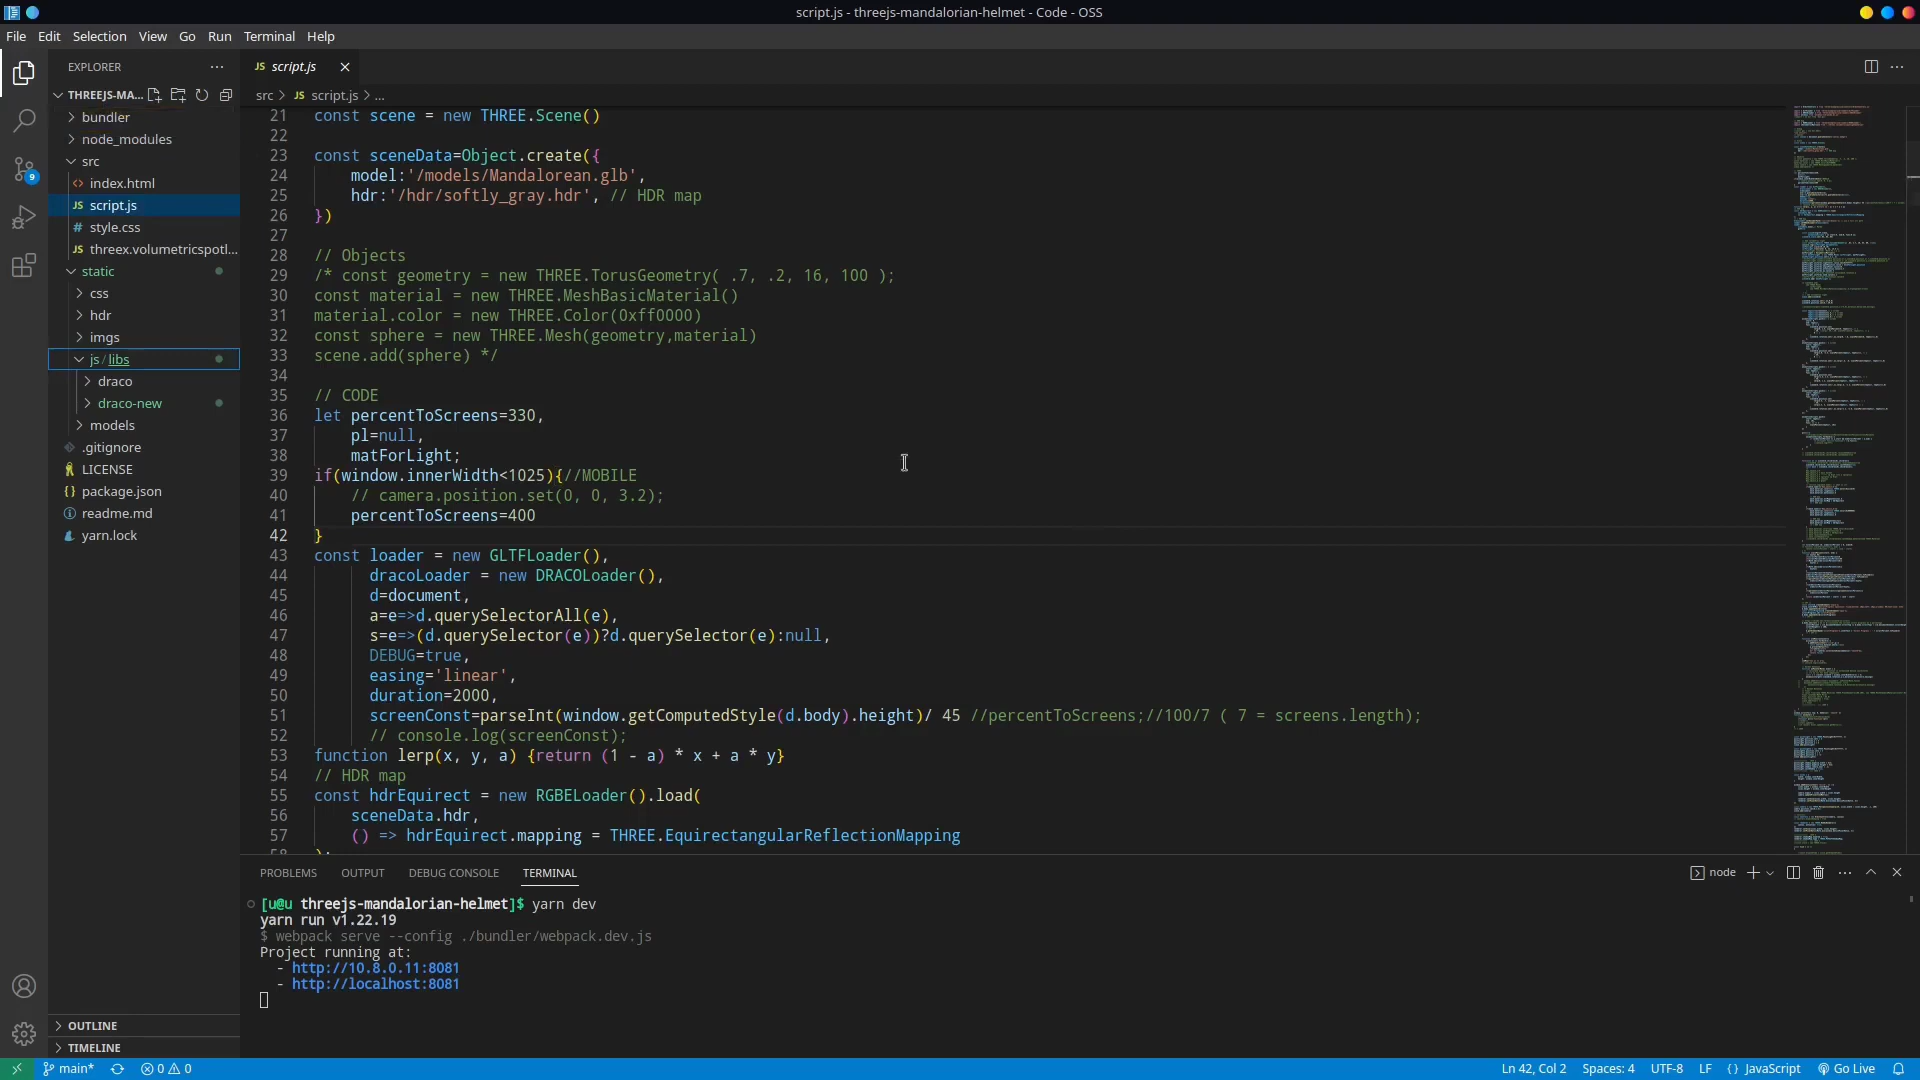 script.js - threejs-mandalorian-helmet - Code - OSS
File Edit Selection View Go Run Terminal Help
EXPLORER
THREEJS-MA...
bundler
node_modules
src
index.html
script.js
style.css
threex.volumetricspotl...
static
css
hdr
imgs
js/libs
draco
draco-new
models
.gitignore
LICENSE
package.json
readme.md
yarn.lock
OUTLINE
TIMELINE
9
JS script.js
src > JS script.js > ...
21 const scene = new THREE.Scene()
22
23 const sceneData=Object.create({
24 model:'/models/Mandalorean.glb',
25 hdr:'/hdr/softly_gray.hdr', // HDR map
26 })
27
28 // Objects
29 /* const geometry = new THREE.TorusGeometry( .7, .2, 16, 100 );
30 const material = new THREE.MeshBasicMaterial()
31 material.color = new THREE.Color(0xff0000)
32 const sphere = new THREE.Mesh(geometry,material)
33 scene.add(sphere) */
34
35 // CODE
36 let percentToScreens=330,
37 pl=null,
38 matForLight;
39 if(window.innerWidth<1025){//MOBILE
40 // camera.position.set(0, 0, 3.2);
41 percentToScreens=400
42 }
43 const loader = new GLTFLoader(),
44 dracoLoader = new DRACOLoader(),
45 d=document,
46 a=e=>d.querySelectorAll(e),
47 s=e=>(d.querySelector(e))?d.querySelector(e):null,
48 DEBUG=true,
49 easing='linear',
50 duration=2000,
51 screenConst=parseInt(window.getComputedStyle(d.body).height)/ 45 //percentToScreens;//100/7 ( 7 = screens.length);
52 // console.log(screenConst);
53 function lerp(x, y, a) {return (1 - a) * x + a * y}
54 // HDR map
55 const hdrEquirect = new RGBELoader().load(
56 sceneData.hdr,
57 () => hdrEquirect.mapping = THREE.EquirectangularReflectionMapping
58 );
PROBLEMS OUTPUT DEBUG CONSOLE TERMINAL
node
[u@u threejs-mandalorian-helmet]$ yarn dev
yarn run v1.22.19
$ webpack serve --config ./bundler/webpack.dev.js
Project running at:
- http://10.8.0.11:8081
- http://localhost:8081
main* 0 0
Ln 42, Col 2 Spaces: 4 UTF-8 LF {} JavaScript Go Live